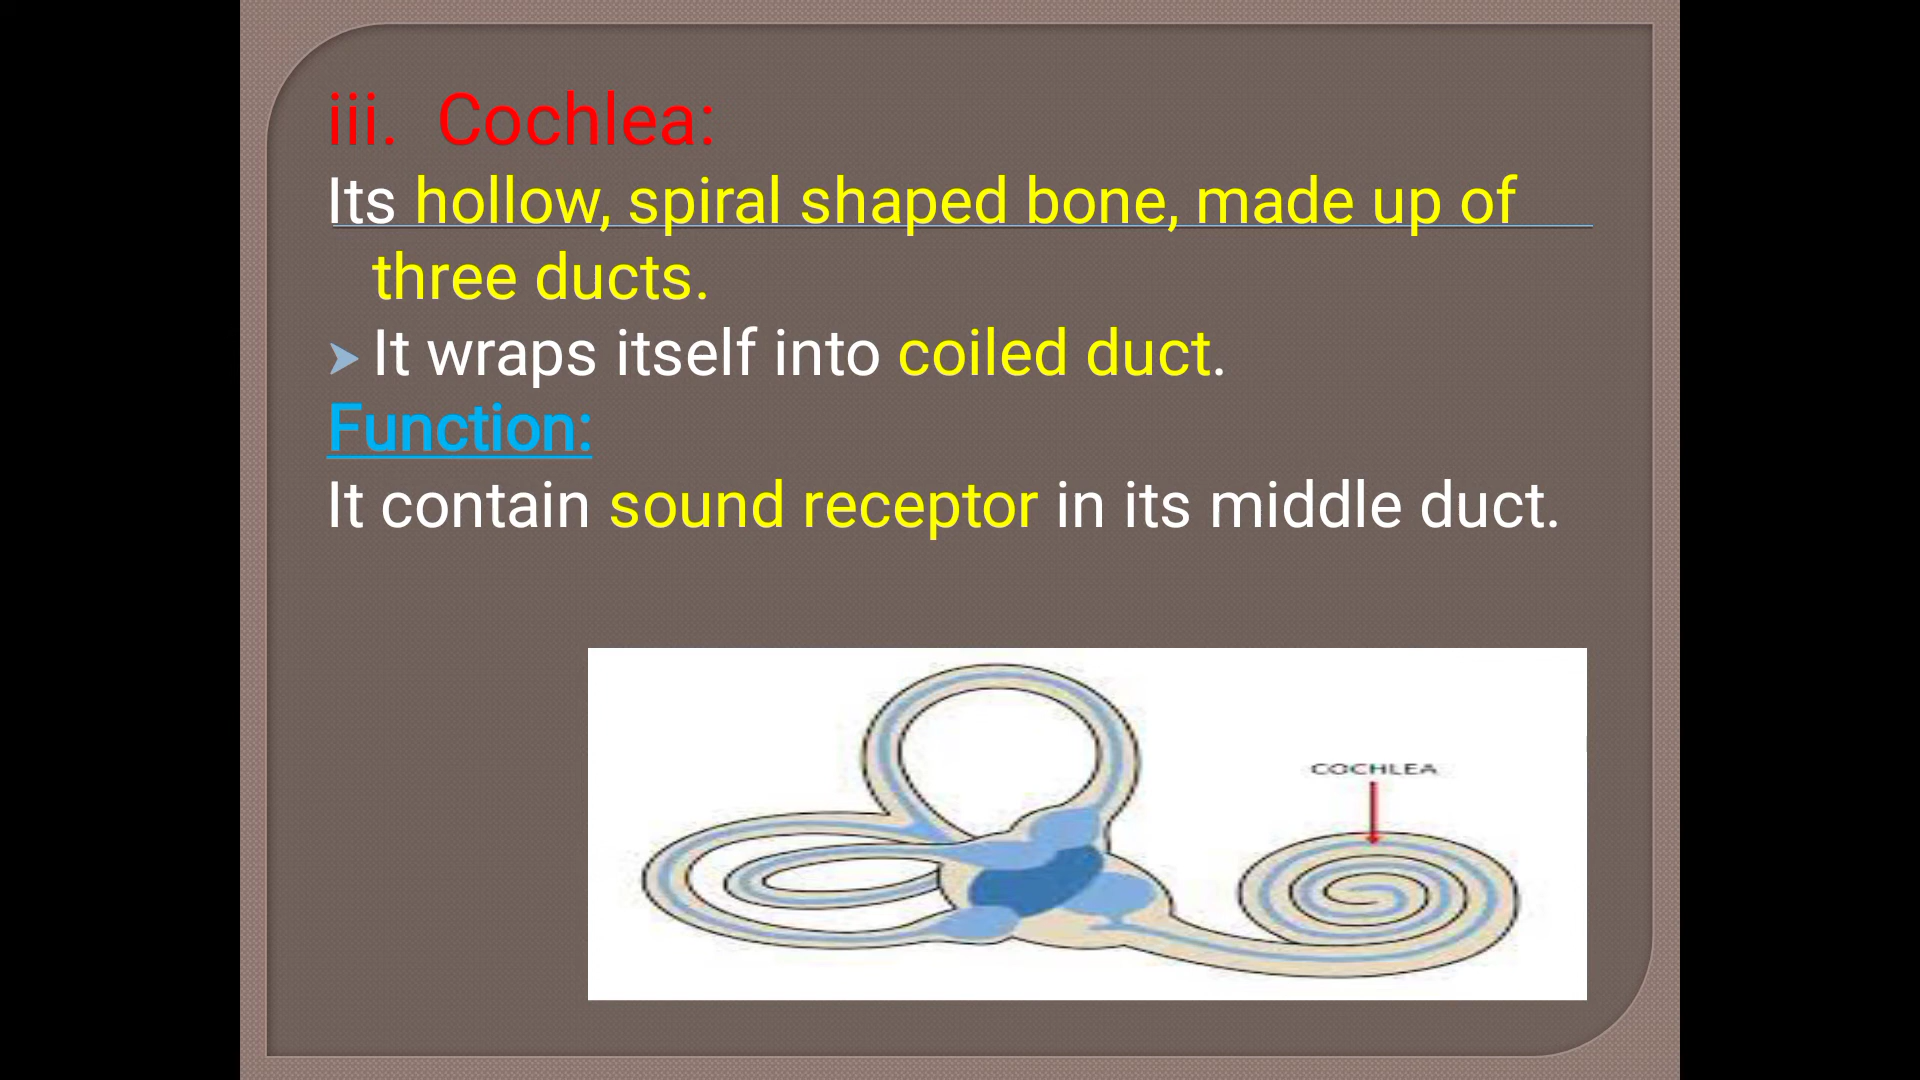 iii. Cochlea:
Its hollow, spiral shaped bone, made up of
three ducts.
➤ It wraps itself into coiled duct.
Function:
It contain sound receptor in its middle duct.
COCHLEA